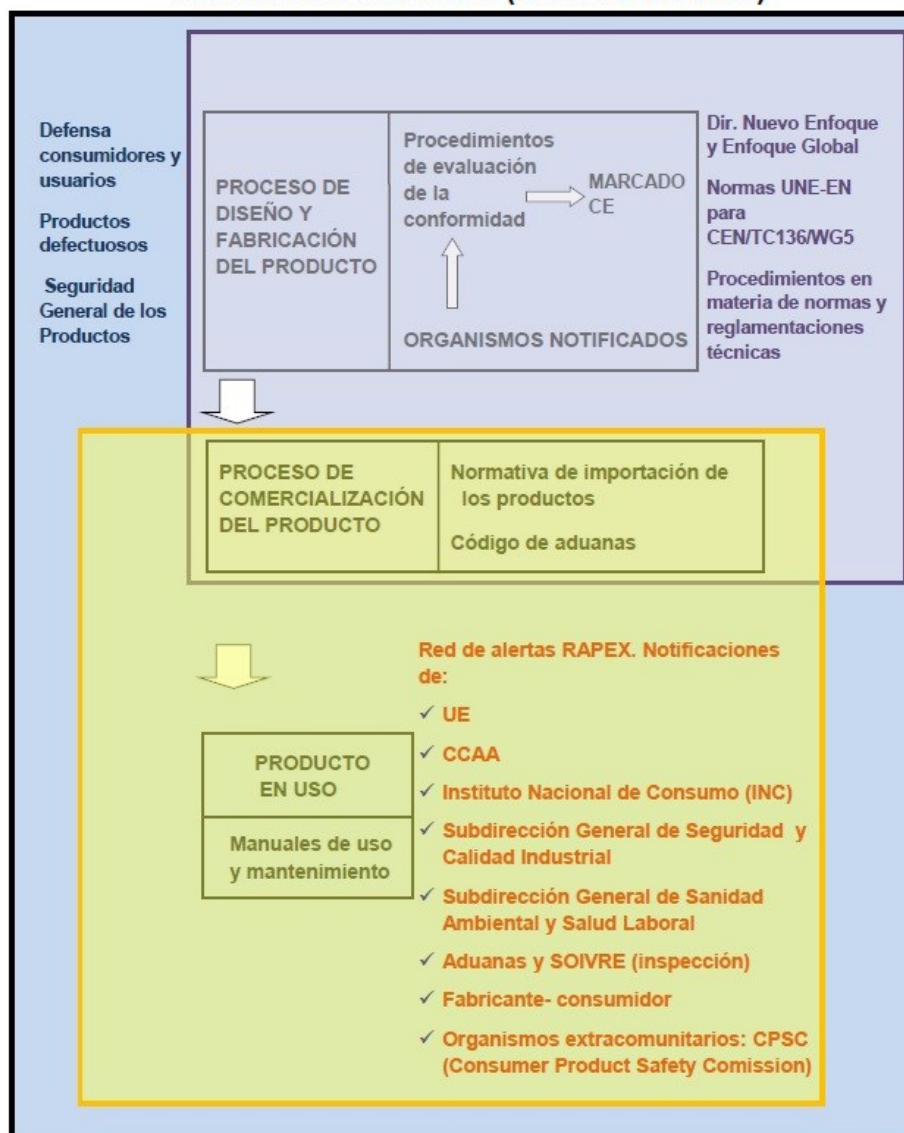 Defensa
consumidores y
usuarios
Productos
defectuosos
Seguridad
General de los
Productos
PROCESO DE
DISEÑO Y
FABRICACIÓN
DEL PRODUCTO
Procedimientos
de evaluación
de la
conformidad
MARCADO
CE
ORGANISMOS NOTIFICADOS
Dir. Nuevo Enfoque
y Enfoque Global
Normas UNE-EN
para
CEN/TC136/WG5
Procedimientos en
materia de normas y
reglamentaciones
técnicas
PROCESO DE
COMERCIALIZACIÓN
DEL PRODUCTO
Normativa de importación de
los productos
Código de aduanas
PRODUCTO
EN USO
Manuales de uso
y mantenimiento
Red de alertas RAPEX. Notificaciones
de:
✓ UE
✓ CCAA
✓ Instituto Nacional de Consumo (INC)
✓ Subdirección General de Seguridad y
Calidad Industrial
✓ Subdirección General de Sanidad
Ambiental y Salud Laboral
✓ Aduanas y SOIVRE (inspección)
✓ Fabricante- consumidor
✓ Organismos extracomunitarios: CPSC
(Consumer Product Safety Comission)